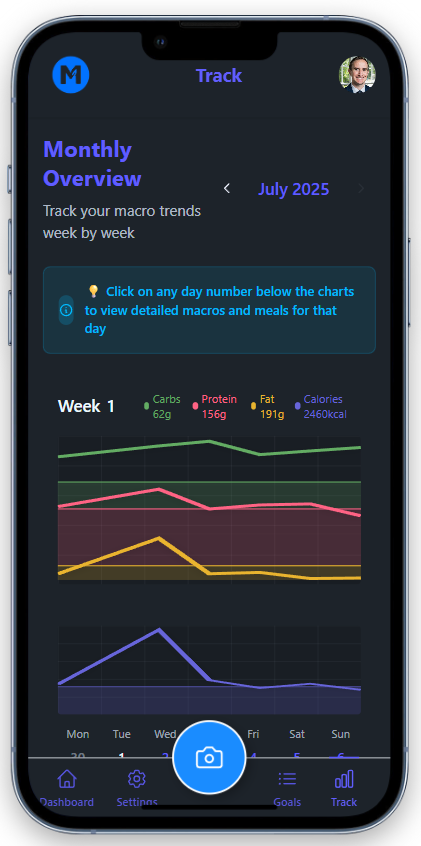 M
Track
Monthly
Overview
July 2025
Track your macro trends
week by week
💡 Click on any day number below the charts
to view detailed macros and meals for that
day
Week 1
Carbs
62g
Protein
156g
Fat
191g
Calories
2460kcal
Mon Tue Wed Fri Sat Sun
30 1 2 4 5 6
Dashboard Settings Goals Track